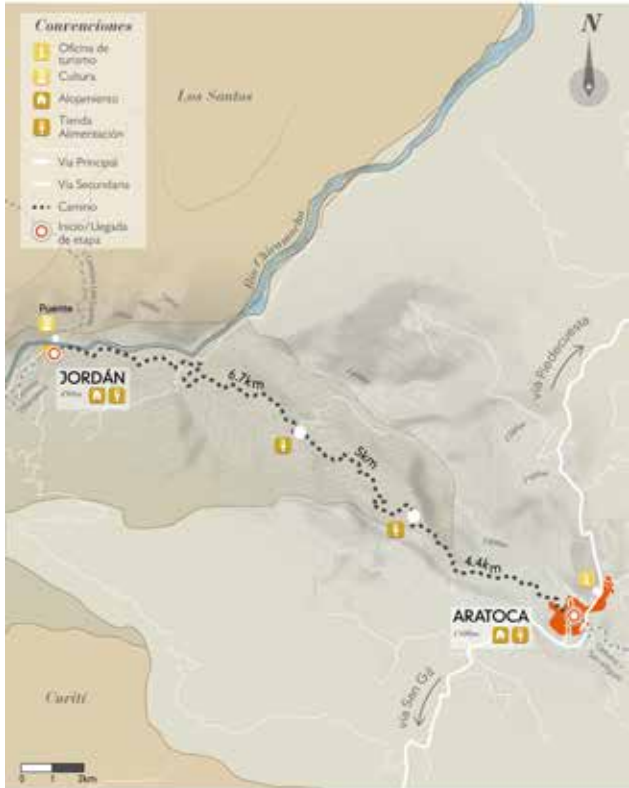 Convenciones
Oficina de
turismo
Cultura
Alojamiento
Tienda
Alimentación
Vía Principal
Vía Secundaria
Camino
Inicio/Llegada
de etapa
N
Los Santos
Río Chicamocha
Puente
JORDÁN
6.7km
5km
4.4km
vía Piedecuesta
ARATOCA
vía San Gil
Curití
0 1 2km